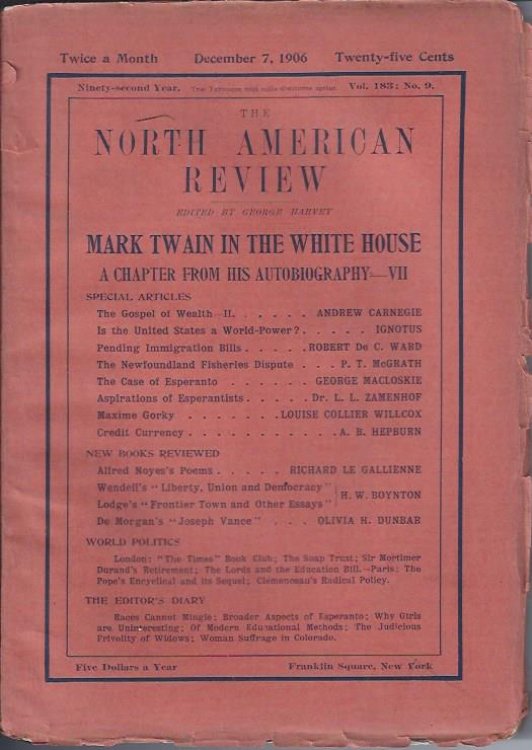 Twice a Month December 7, 1906 Twenty-five Cents
Ninety-second Year. Vol. 183: No. 9.
THE
NORTH AMERICAN
REVIEW
EDITED BY GEORGE HARVEY
MARK TWAIN IN THE WHITE HOUSE
A CHAPTER FROM HIS AUTOBIOGRAPHY—VII
SPECIAL ARTICLES
The Gospel of Wealth—II. . . . . . ANDREW CARNEGIE
Is the United States a World-Power? . . . . . IGNOTUS
Pending Immigration Bills . . . . . ROBERT De C. WARD
The Newfoundland Fisheries Dispute . . . P. T. McGRATH
The Case of Esperanto . . . . . . GEORGE MACLOSKIE
Aspirations of Esperantists . . . . . Dr. L. L. ZAMENHOF
Maxime Gorky . . . . . . . . LOUISE COLLIER WILLCOX
Credit Currency . . . . . . . . . . . . A. B. HEPBURN
NEW BOOKS REVIEWED
Alfred Noyes's Poems . . . . . RICHARD LE GALLIENNE
Wendell's "Liberty, Union and Democracy"
Lodge's "Frontier Town and Other Essays" H. W. BOYNTON
De Morgan's "Joseph Vance" . . . OLIVIA H. DUNBAR
WORLD POLITICS
London: "The Times" Book Club; The Soap Trust; Sir Mortimer
Durand's Retirement; The Lords and the Education Bill.—Paris: The
Pope's Encyclical and its Sequel; Clemenceau's Radical Policy.
THE EDITOR'S DIARY
Races Cannot Mingle; Broader Aspects of Esperanto; Why Girls
are Uninteresting; Of Modern Educational Methods; The Judicious
Frivolity of Widows; Woman Suffrage in Colorado.
Five Dollars a Year Franklin Square, New York